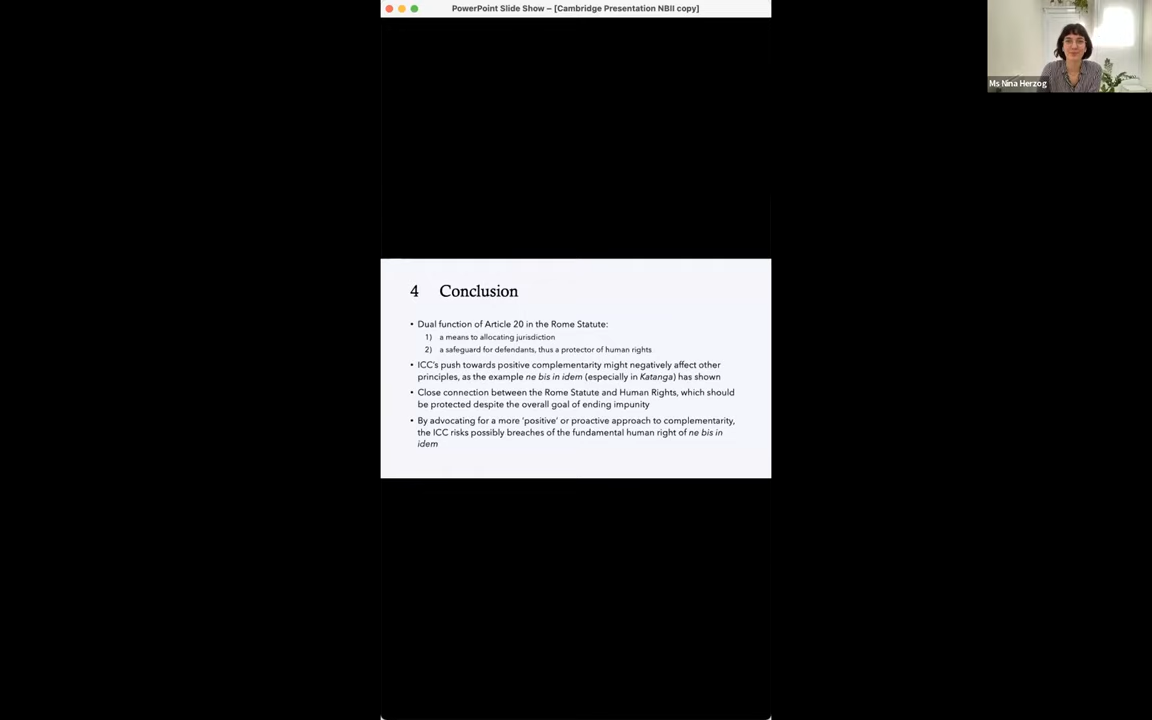 PowerPoint Slide Show – [Cambridge Presentation NBII copy]
Ms Nina Herzog
4 Conclusion
• Dual function of Article 20 in the Rome Statute:
1) a means to allocating jurisdiction
2) a safeguard for defendants, thus a protector of human rights
• ICC's push towards positive complementarity might negatively affect other
principles, as the example ne bis in idem (especially in Katanga) has shown
• Close connection between the Rome Statute and Human Rights, which should
be protected despite the overall goal of ending impunity
• By advocating for a more 'positive' or proactive approach to complementarity,
the ICC risks possibly breaches of the fundamental human right of ne bis in
idem